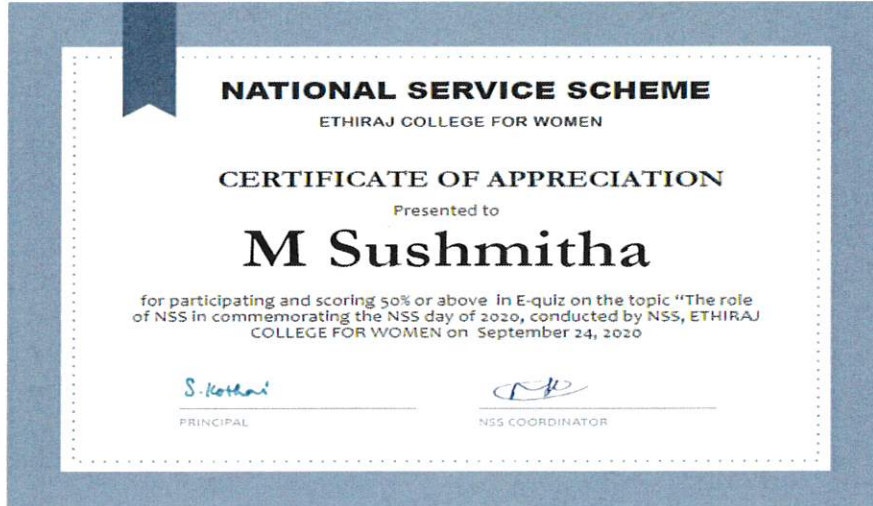 NATIONAL SERVICE SCHEME
ETHIRAJ COLLEGE FOR WOMEN
CERTIFICATE OF APPRECIATION
Presented to
M Sushmitha
for participating and scoring 50% or above in E-quiz on the topic “The role
of NSS in commemorating the NSS day of 2020, conducted by NSS, ETHIRAJ
COLLEGE FOR WOMEN on September 24, 2020
S. Kothai
PRINCIPAL
NSS COORDINATOR